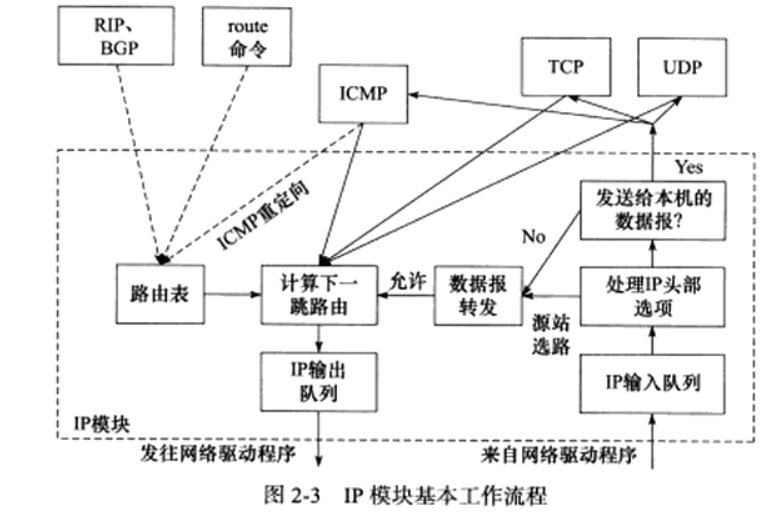 RIP、
BGP
route
命令
ICMP
TCP
UDP
Yes
ICMP重定向
发送给本机的
数据报?
No
路由表
计算下一
跳路由
允许
数据报
转发
处理IP头部
选项
源站
选路
IP输出
队列
IP输入队列
IP模块
发往网络驱动程序
来自网络驱动程序
图 2-3 IP 模块基本工作流程